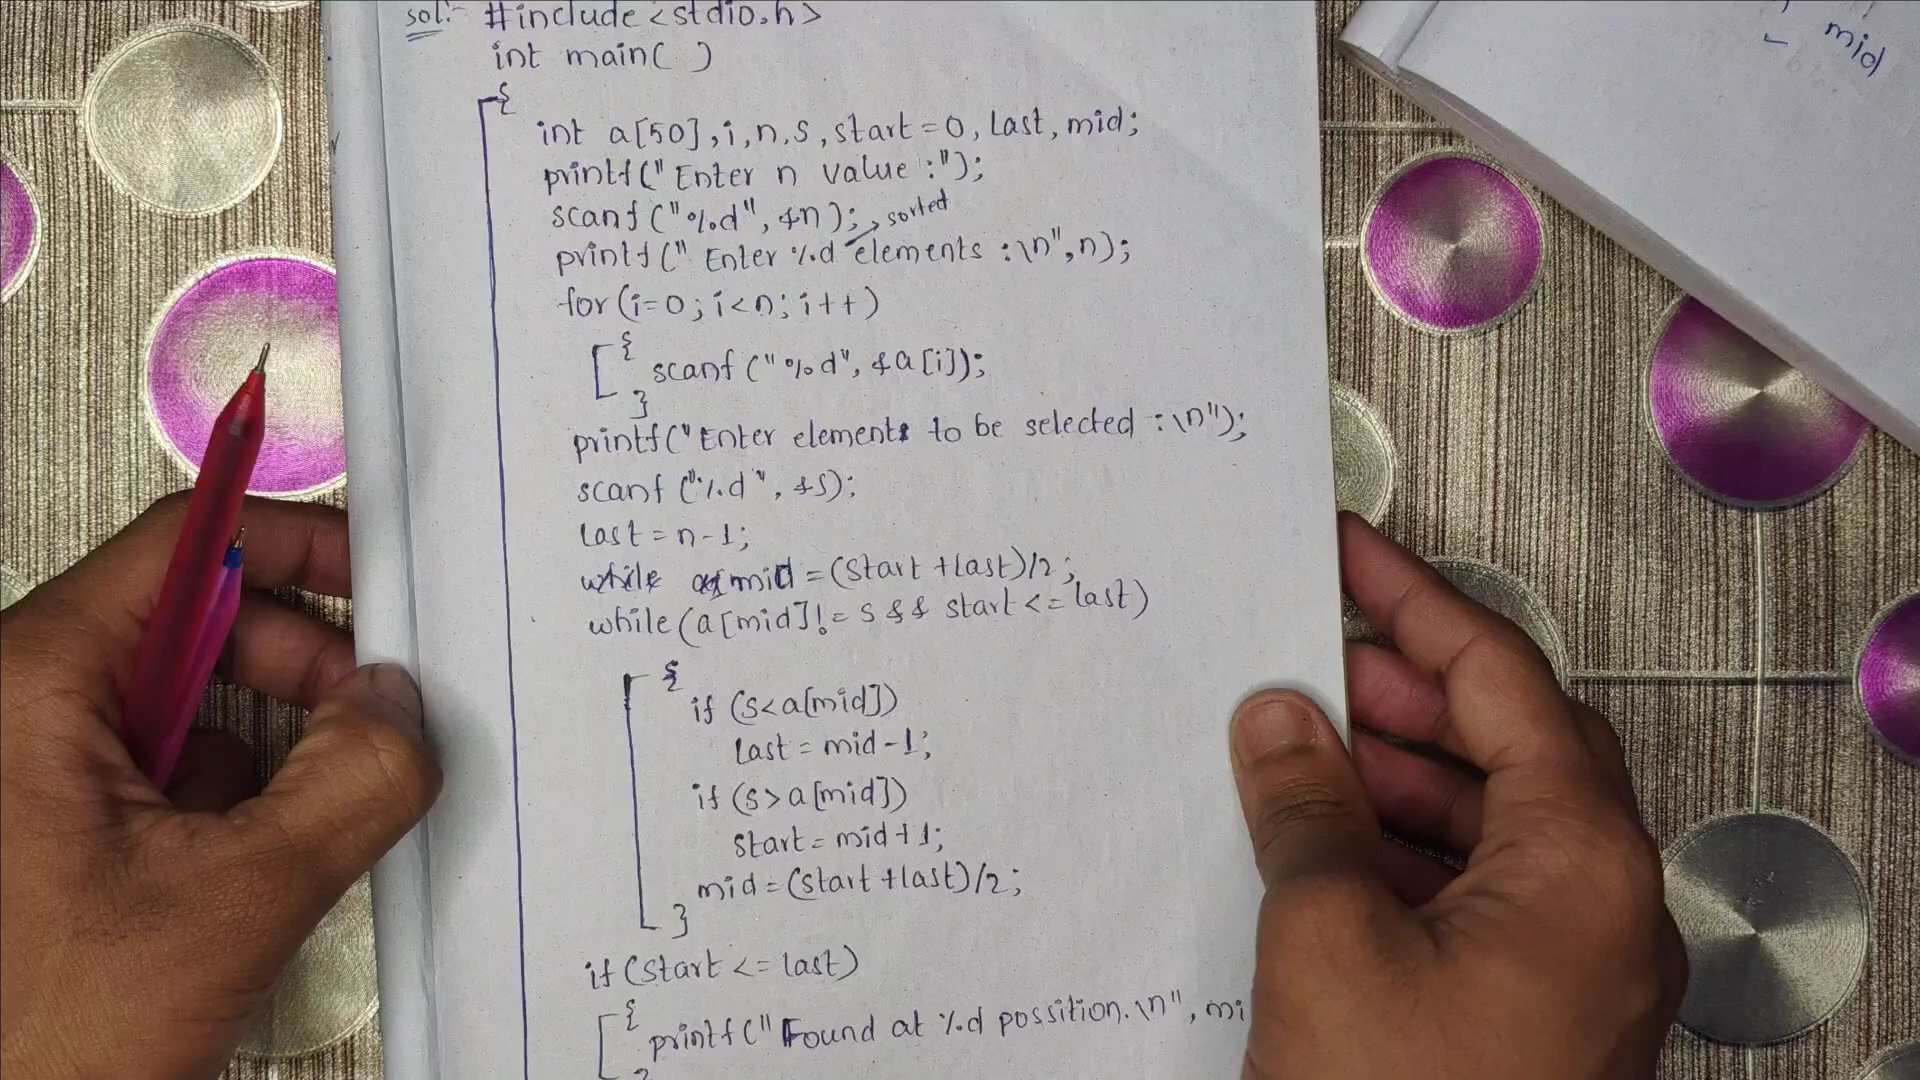 sol:- #include <stdio.h>
int main( )
{
int a[50], i, n, s, start = 0, last, mid;
printf(" Enter n value :");
scanf ("%d", &n);
sorted
printf (" Enter %d elements : \n", n);
for (i=0; i<n; i++)
{
scanf ("%d", &a[i]);
}
printf("Enter elements to be selected : \n");
scanf ("%d", &s);
last = n-1;
while mid = (start + last)/2;
while (a[mid] != s && start <= last)
{
if (s<a[mid])
last = mid-1;
if (s>a[mid])
start = mid+1;
mid = (start + last)/2;
}
if (start <= last)
{
printf (" Found at %d possition. \n", mi
mid